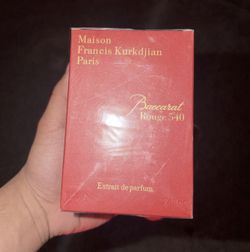 Maison
Francis Kurkdjian
Paris
Baccarat
Rouge 540
Extrait de parfum